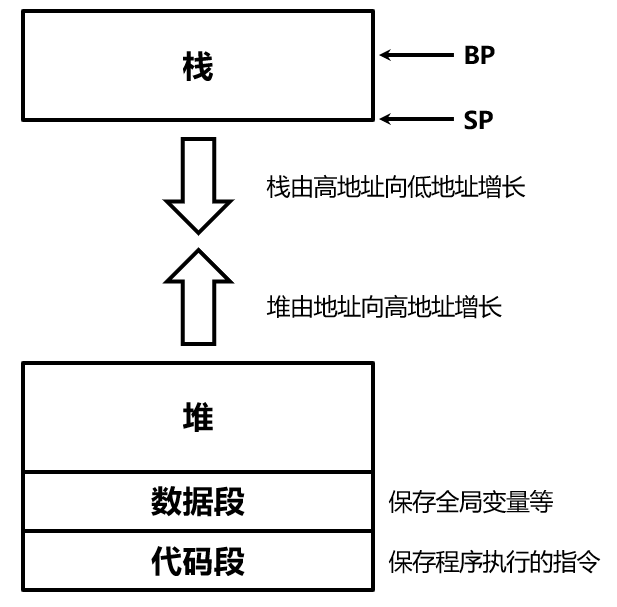 栈
BP
SP
栈由高地址向低地址增长
堆由地址向高地址增长
堆
数据段
保存全局变量等
代码段
保存程序执行的指令